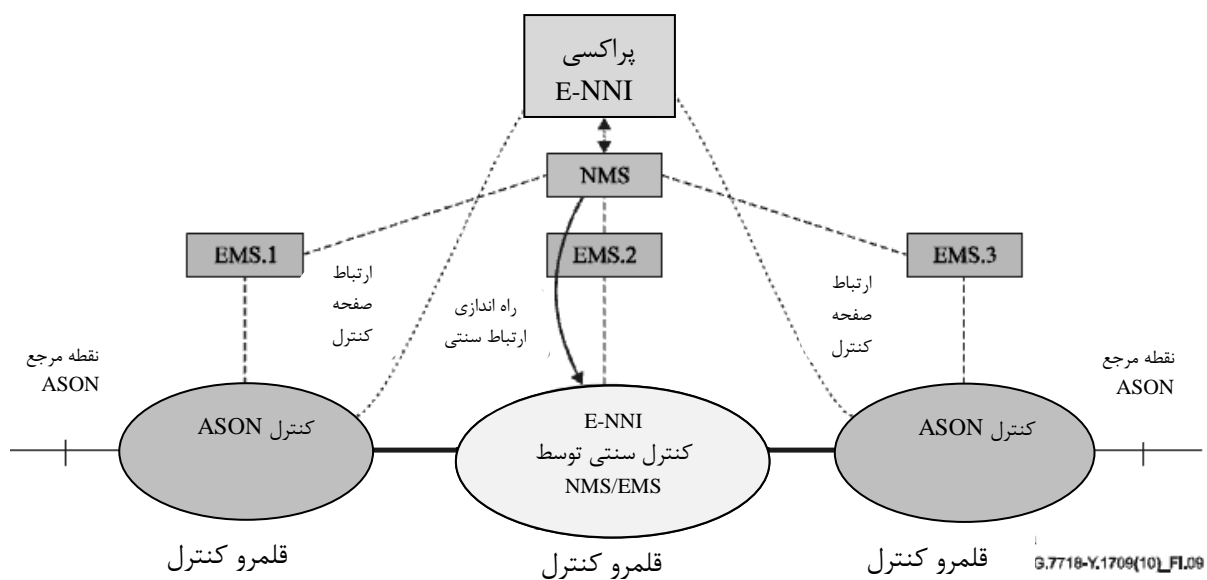 پراکسی
E-NNI
NMS
EMS.1
EMS.2
EMS.3
ارتباط
صفحه
کنترل
راه اندازی
ارتباط سنتی
ارتباط
صفحه
کنترل
نقطه مرجع
ASON
نقطه مرجع
ASON
کنترل ASON
E-NNI
کنترل سنتی توسط
NMS/EMS
کنترل ASON
قلمرو کنترل
قلمرو کنترل
قلمرو کنترل
G.7718-Y.1709(10)_FI.09